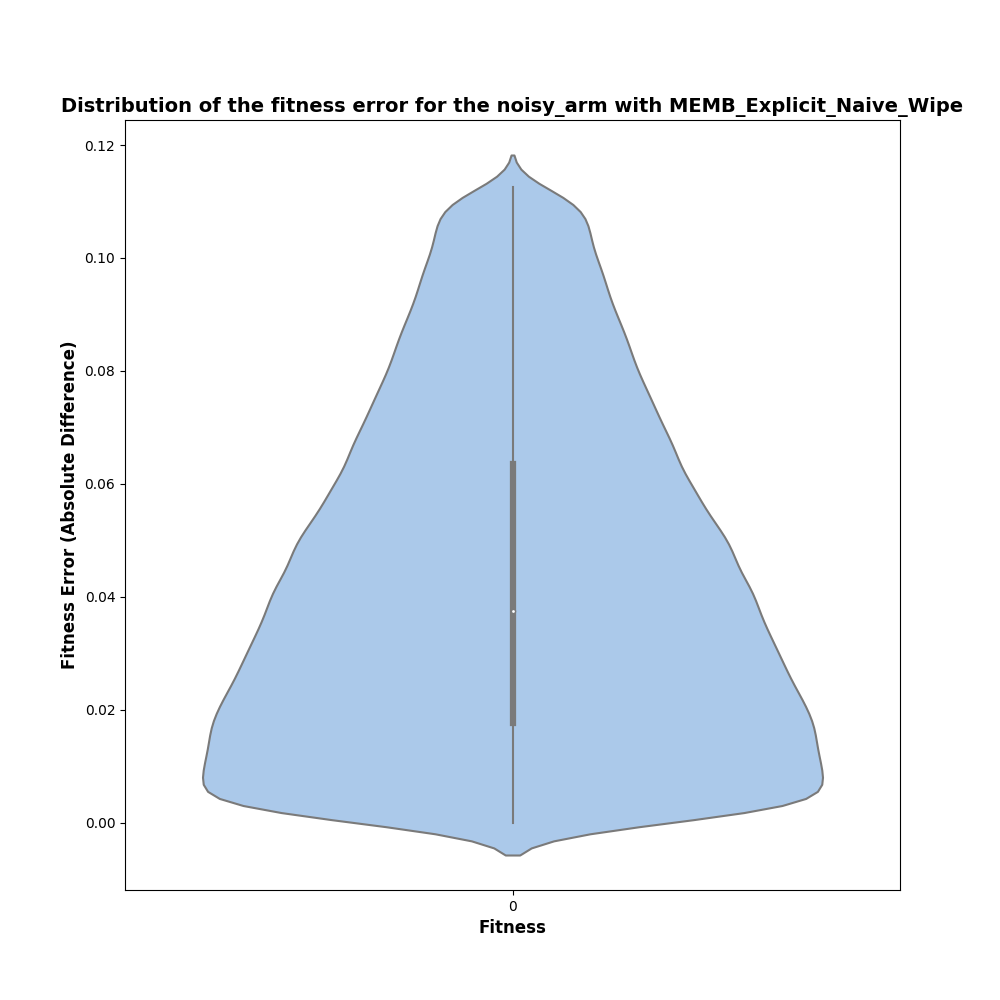 Distribution of the fitness error for the noisy_arm with MEMB_Explicit_Naive_Wipe
0.12
0.10
0.08
0.06
0.04
0.02
0.00
Fitness Error (Absolute Difference)
0
Fitness